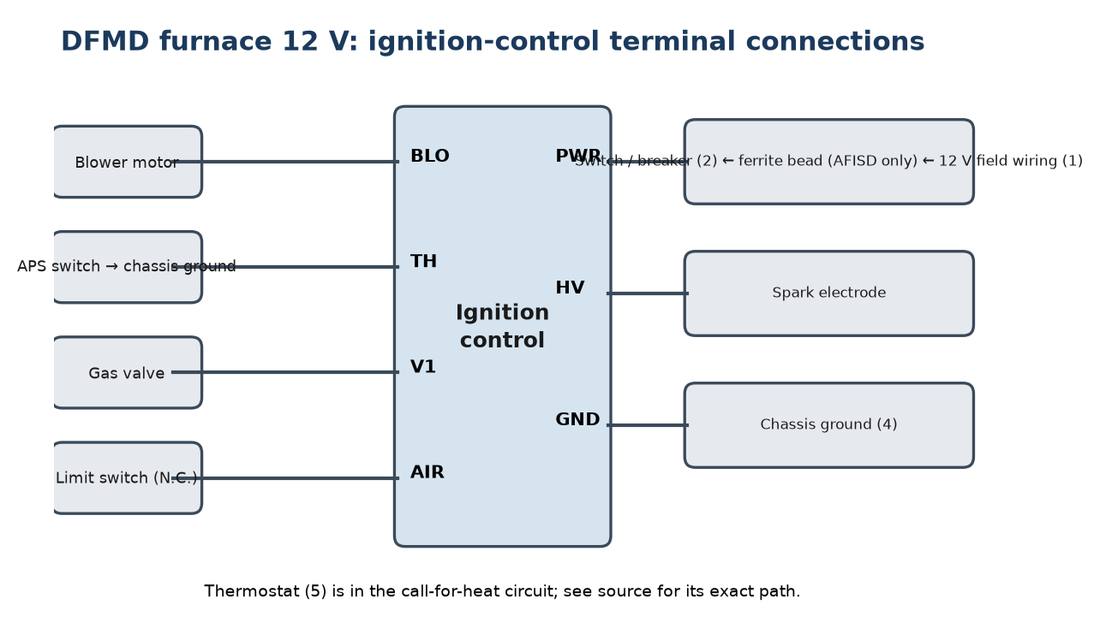 DFMD furnace 12 V: ignition-control terminal connections
Blower motor
BLO
PWR
Switch / breaker (2) ← ferrite bead (AFISD only) ← 12 V field wiring (1)
APS switch → chassis ground
TH
HV
Spark electrode
Ignition
control
Gas valve
V1
GND
Chassis ground (4)
Limit switch (N.C.)
AIR
Thermostat (5) is in the call-for-heat circuit; see source for its exact path.